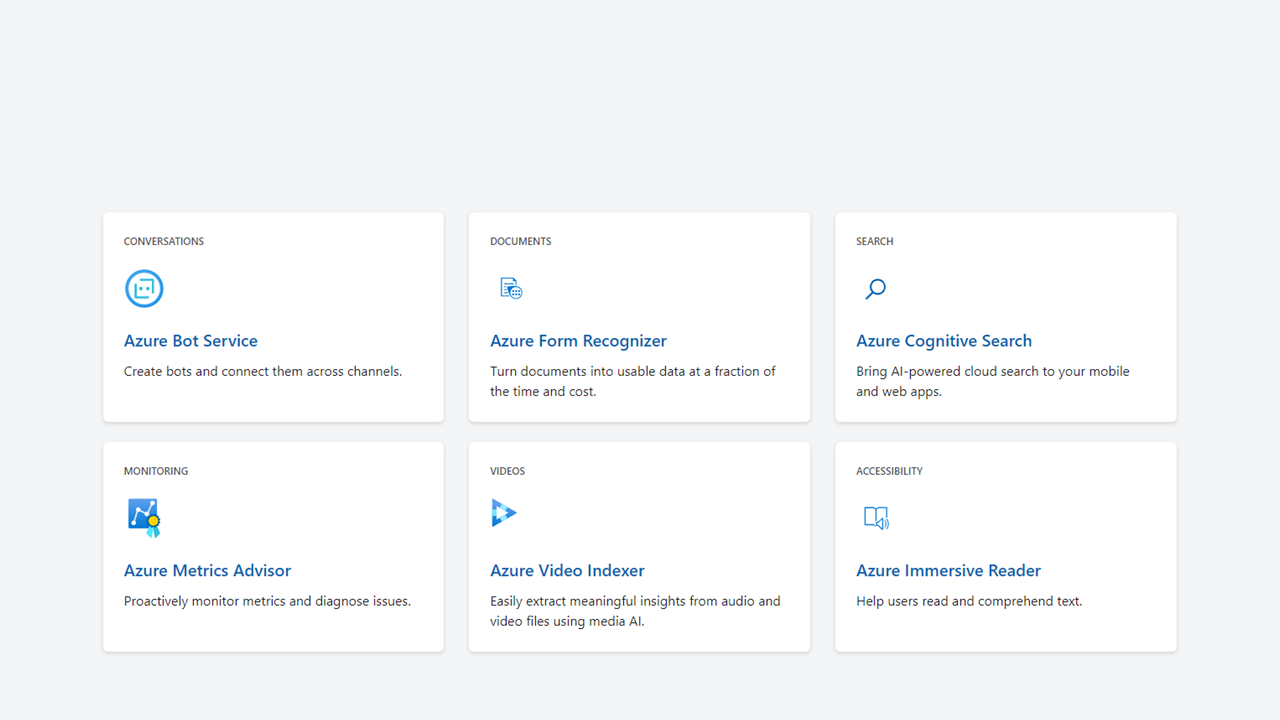 CONVERSATIONS
Azure Bot Service
Create bots and connect them across channels.
DOCUMENTS
Azure Form Recognizer
Turn documents into usable data at a fraction of
the time and cost.
SEARCH
Azure Cognitive Search
Bring AI-powered cloud search to your mobile
and web apps.
MONITORING
Azure Metrics Advisor
Proactively monitor metrics and diagnose issues.
VIDEOS
Azure Video Indexer
Easily extract meaningful insights from audio and
video files using media AI.
ACCESSIBILITY
Azure Immersive Reader
Help users read and comprehend text.